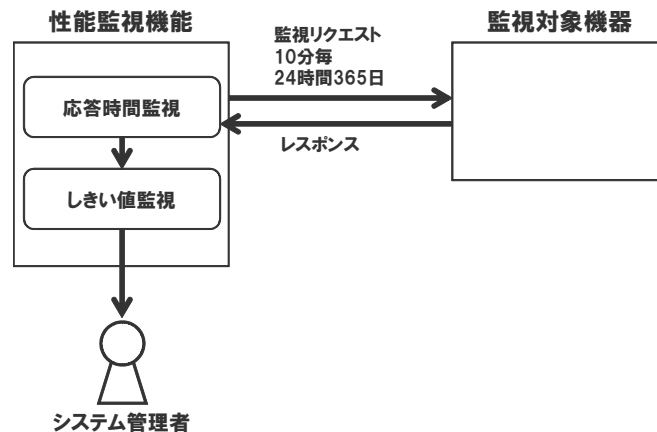 性能監視機能
監視対象機器
監視リクエスト
10分毎
24時間365日
応答時間監視
レスポンス
しきい値監視
システム管理者